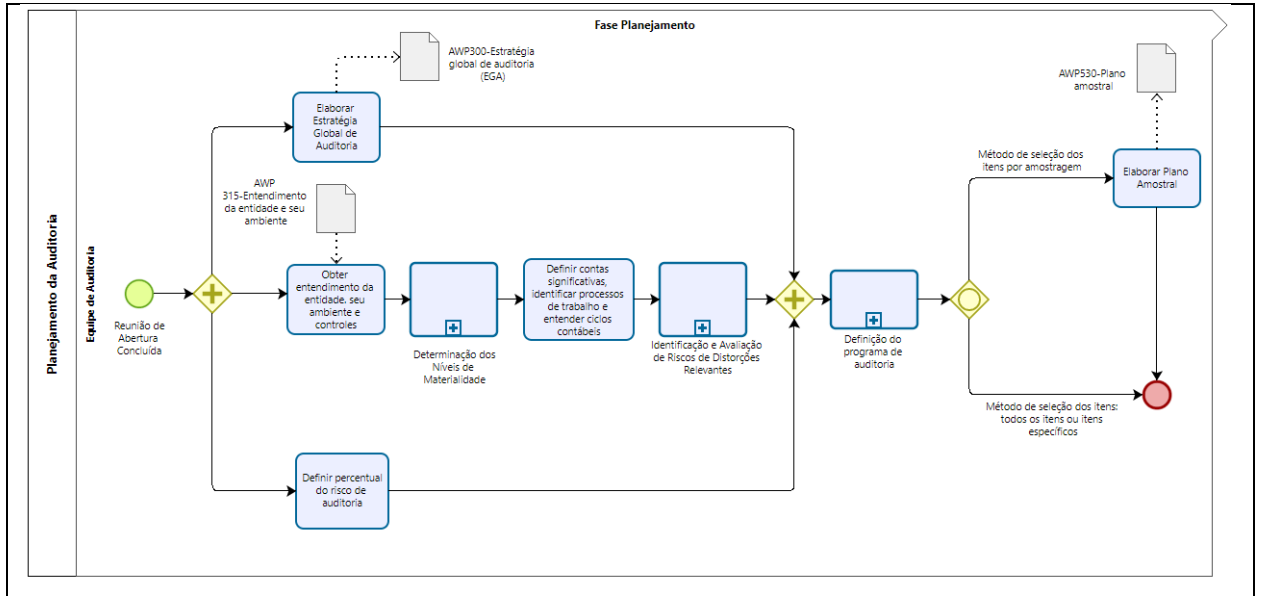 Fase Planejamento
Planejamento da Auditoria
Equipe de Auditoria
Reunião de
Abertura
Concluída
AWP300-Estratégia
global de auditoria
(EGA)
Elaborar
Estratégia
Global de
Auditoria
AWP
315-Entendimento
da entidade e seu
ambiente
Obter
entendimento da
entidade. seu
ambiente e
controles
Determinação dos
Níveis de
Materialidade
Definir contas
significativas,
identificar processos
de trabalho e
entender ciclos
contábeis
Identificação e Avaliação
de Riscos de Distorções
Relevantes
Definir percentual
do risco de
auditoria
Definição do
programa de
auditoria
Método de seleção dos
itens por amostragem
AWP530-Plano
amostral
Elaborar Plano
Amostral
Método de seleção dos itens:
todos os itens ou itens
específicos